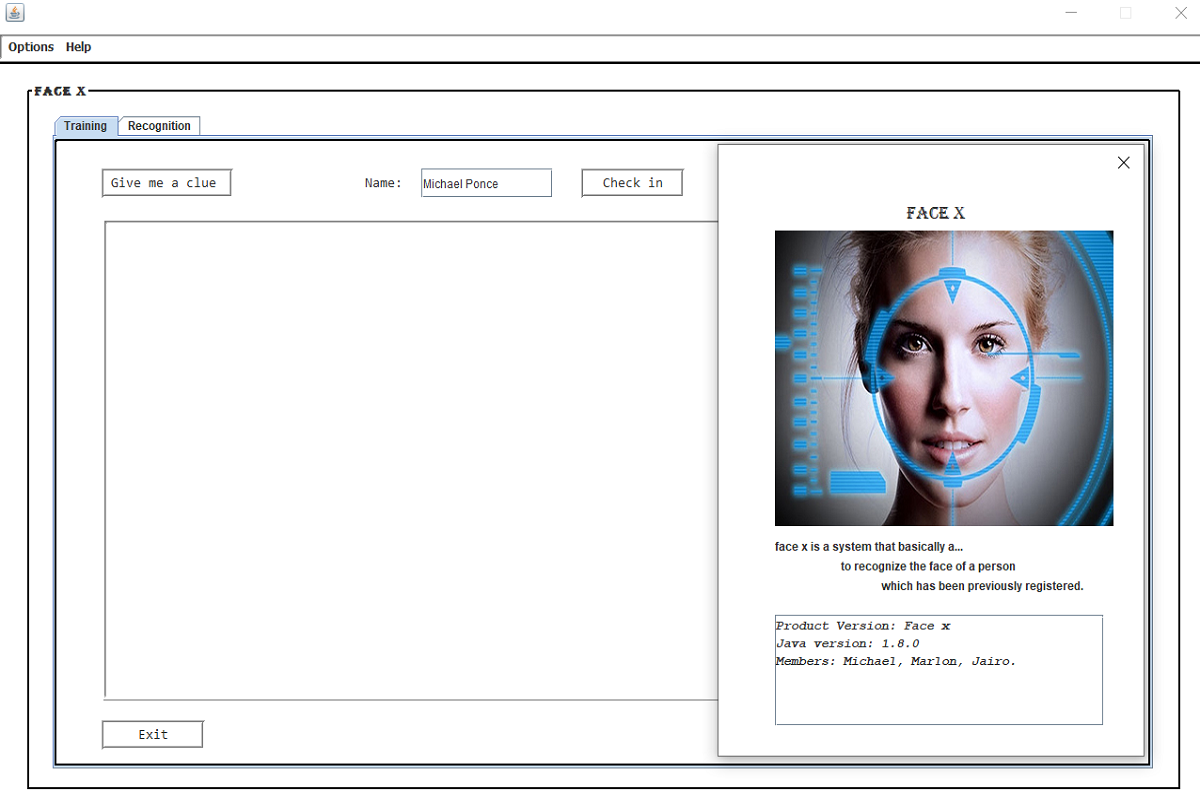 Options Help
FACE X
Training Recognition
Give me a clue Name: Michael Ponce Check in
FACE X
face x is a system that basically a...
to recognize the face of a person
which has been previously registered.
Product Version: Face x
Java version: 1.8.0
Members: Michael, Marlon, Jairo.
Exit